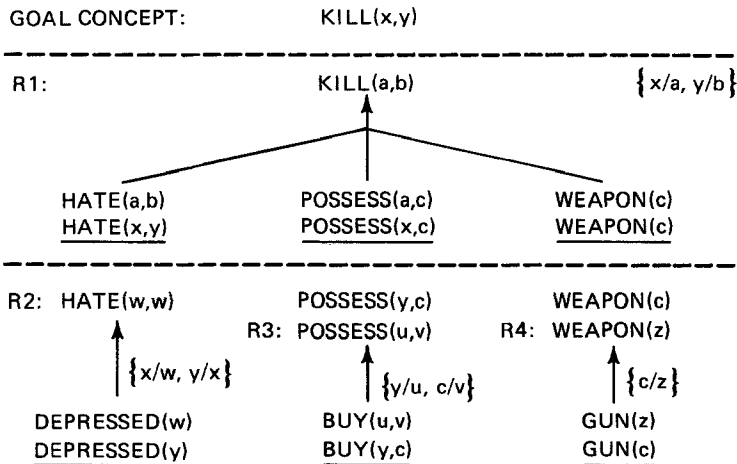 GOAL CONCEPT: KILL(x,y)
R1: KILL(a,b) {x/a, y/b}
HATE(a,b) POSSESS(a,c) WEAPON(c)
HATE(x,y) POSSESS(x,c) WEAPON(c)
R2: HATE(w,w) POSSESS(y,c) WEAPON(c)
R3: POSSESS(u,v) R4: WEAPON(z)
{x/w, y/x} {y/u, c/v} {c/z}
DEPRESSED(w) BUY(u,v) GUN(z)
DEPRESSED(y) BUY(y,c) GUN(c)